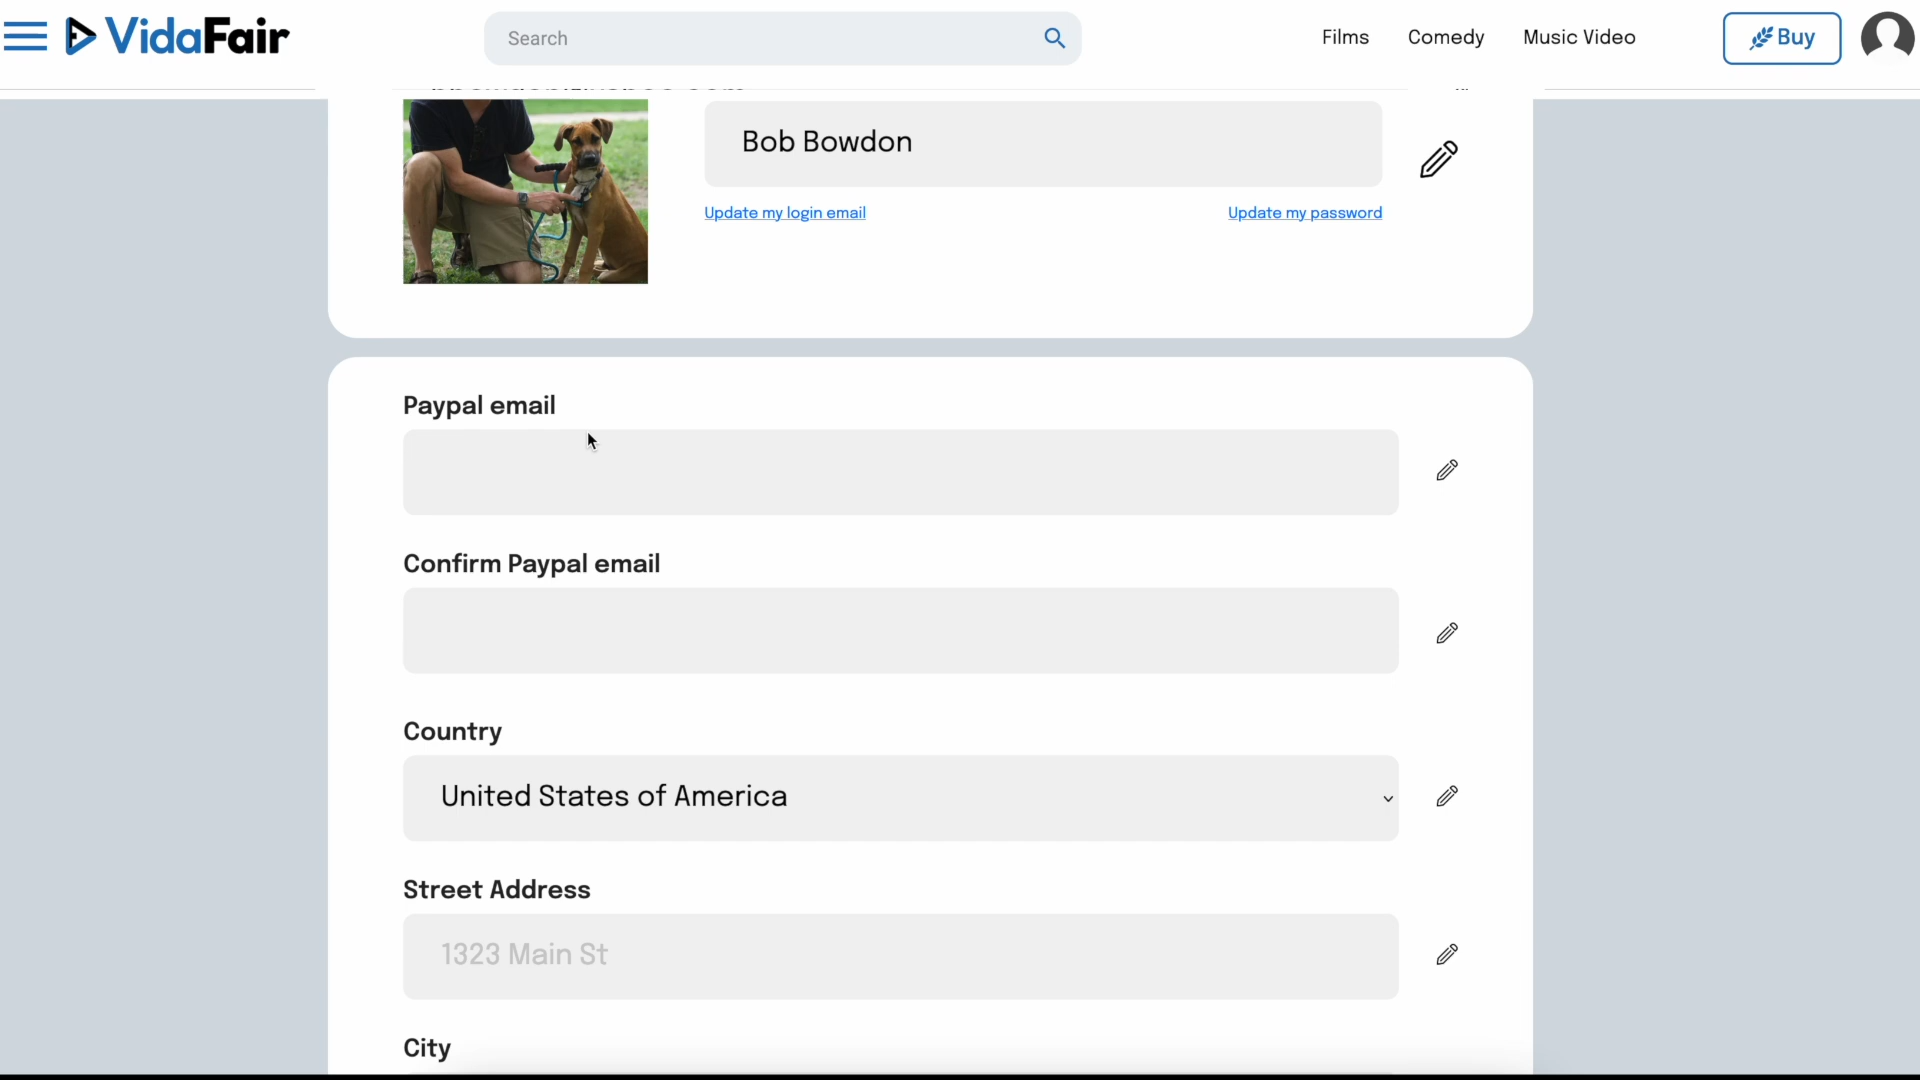 VidaFair
Search
Films
Comedy
Music Video
Buy
Bob Bowdon
Update my login email
Update my password
Paypal email
Confirm Paypal email
Country
United States of America
Street Address
1323 Main St
City